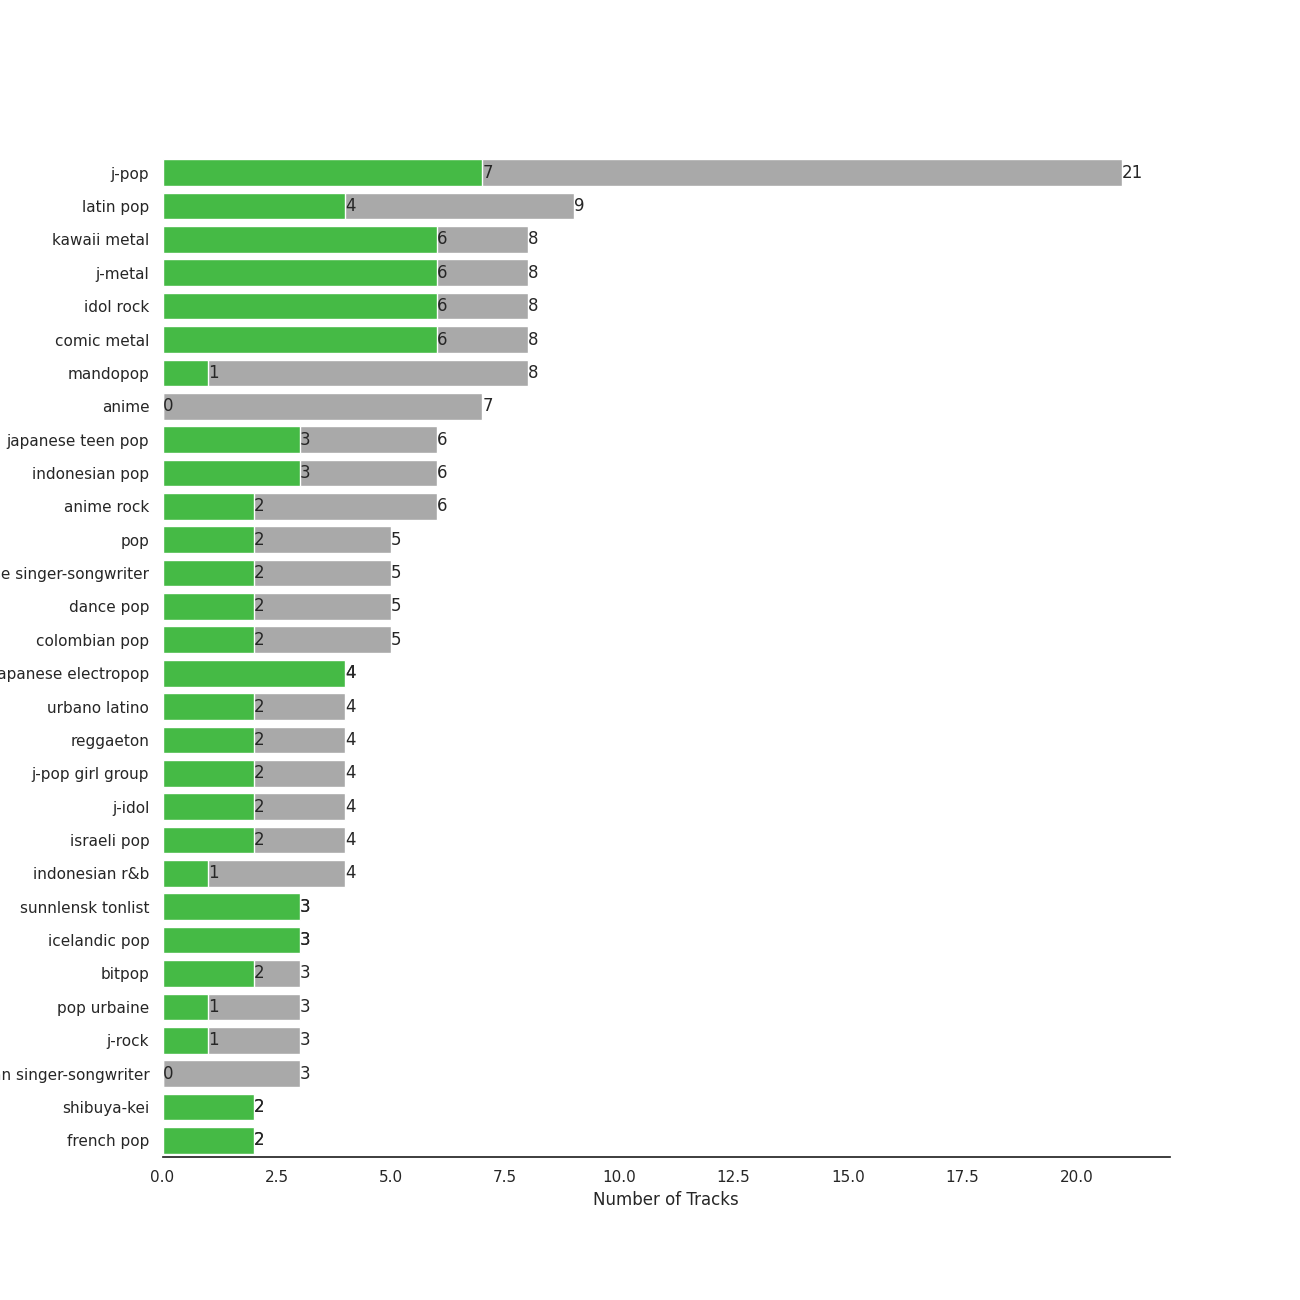 j-pop 7 21
latin pop 4 9
kawaii metal 6 8
j-metal 6 8
idol rock 6 8
comic metal 6 8
mandopop 1 8
anime 0 7
japanese teen pop 3 6
indonesian pop 3 6
anime rock 2 6
pop 2 5
e singer-songwriter 2 5
dance pop 2 5
colombian pop 2 5
apanese electropop 4
urbano latino 2 4
reggaeton 2 4
j-pop girl group 2 4
j-idol 2 4
israeli pop 2 4
indonesian r&b 1 4
sunnlensk tonlist 3
icelandic pop 3
bitpop 2 3
pop urbaine 1 3
j-rock 1 3
n singer-songwriter 0 3
shibuya-kei 2
french pop 2
0.0 2.5 5.0 7.5 10.0 12.5 15.0 17.5 20.0
Number of Tracks